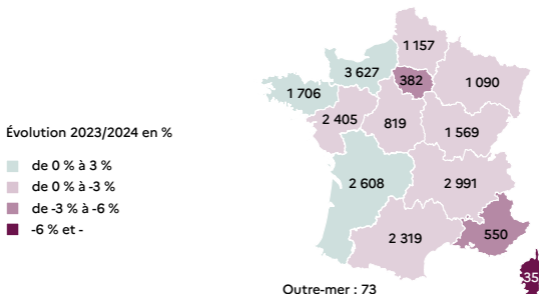 1 157
3 627
382
1 090
1 706
2 405
819
1 569
Évolution 2023/2024 en %
de 0 % à 3 %
de 0 % à -3 %
de -3 % à -6 %
-6 % et -
2 608
2 991
2 319
550
35
Outre-mer : 73